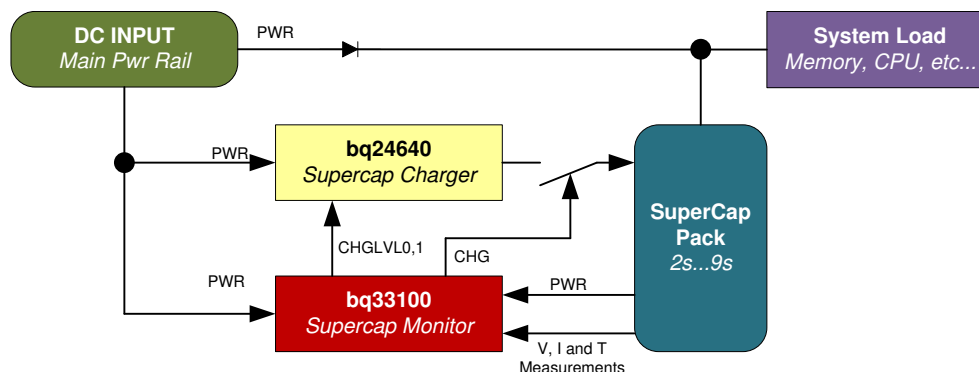 DC INPUT
Main Pwr Rail
PWR
System Load
Memory, CPU, etc...
PWR
bq24640
Supercap Charger
SuperCap
Pack
2s...9s
CHGLVL0,1
CHG
PWR
bq33100
Supercap Monitor
PWR
V, I and T
Measurements